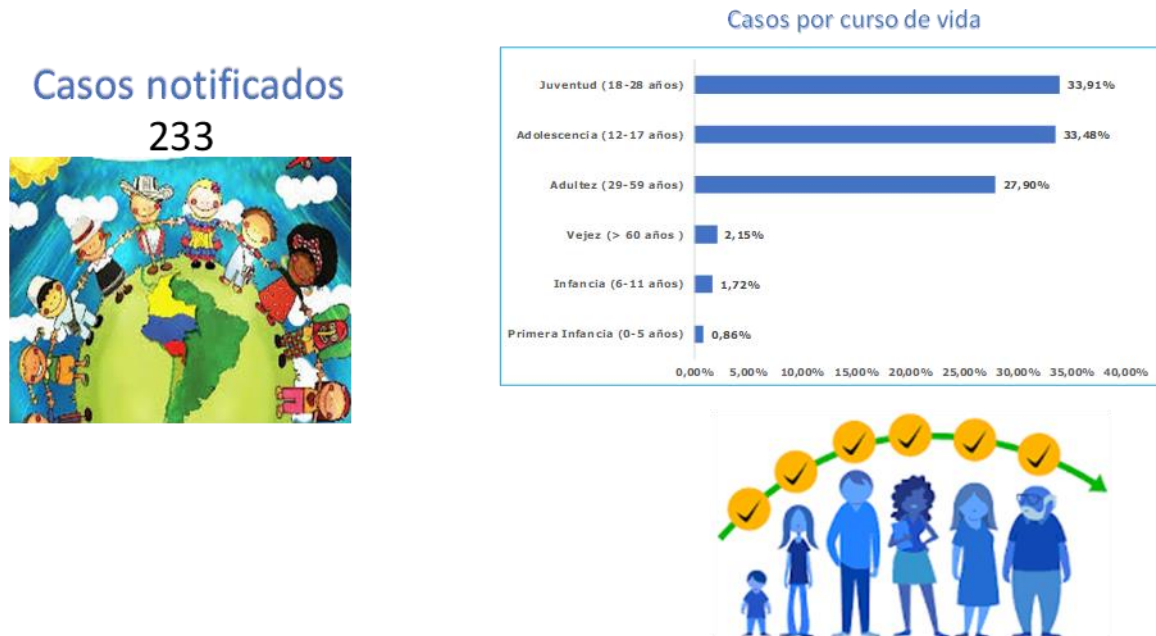 Casos notificados
233
Casos por curso de vida
Juventud (18-28 años) 33,91%
Adolescencia (12-17 años) 33,48%
Adultez (29-59 años) 27,90%
Vejez (> 60 años ) 2,15%
Infancia (6-11 años) 1,72%
Primera Infancia (0-5 años) 0,86%
0,00% 5,00% 10,00% 15,00% 20,00% 25,00% 30,00% 35,00% 40,00%